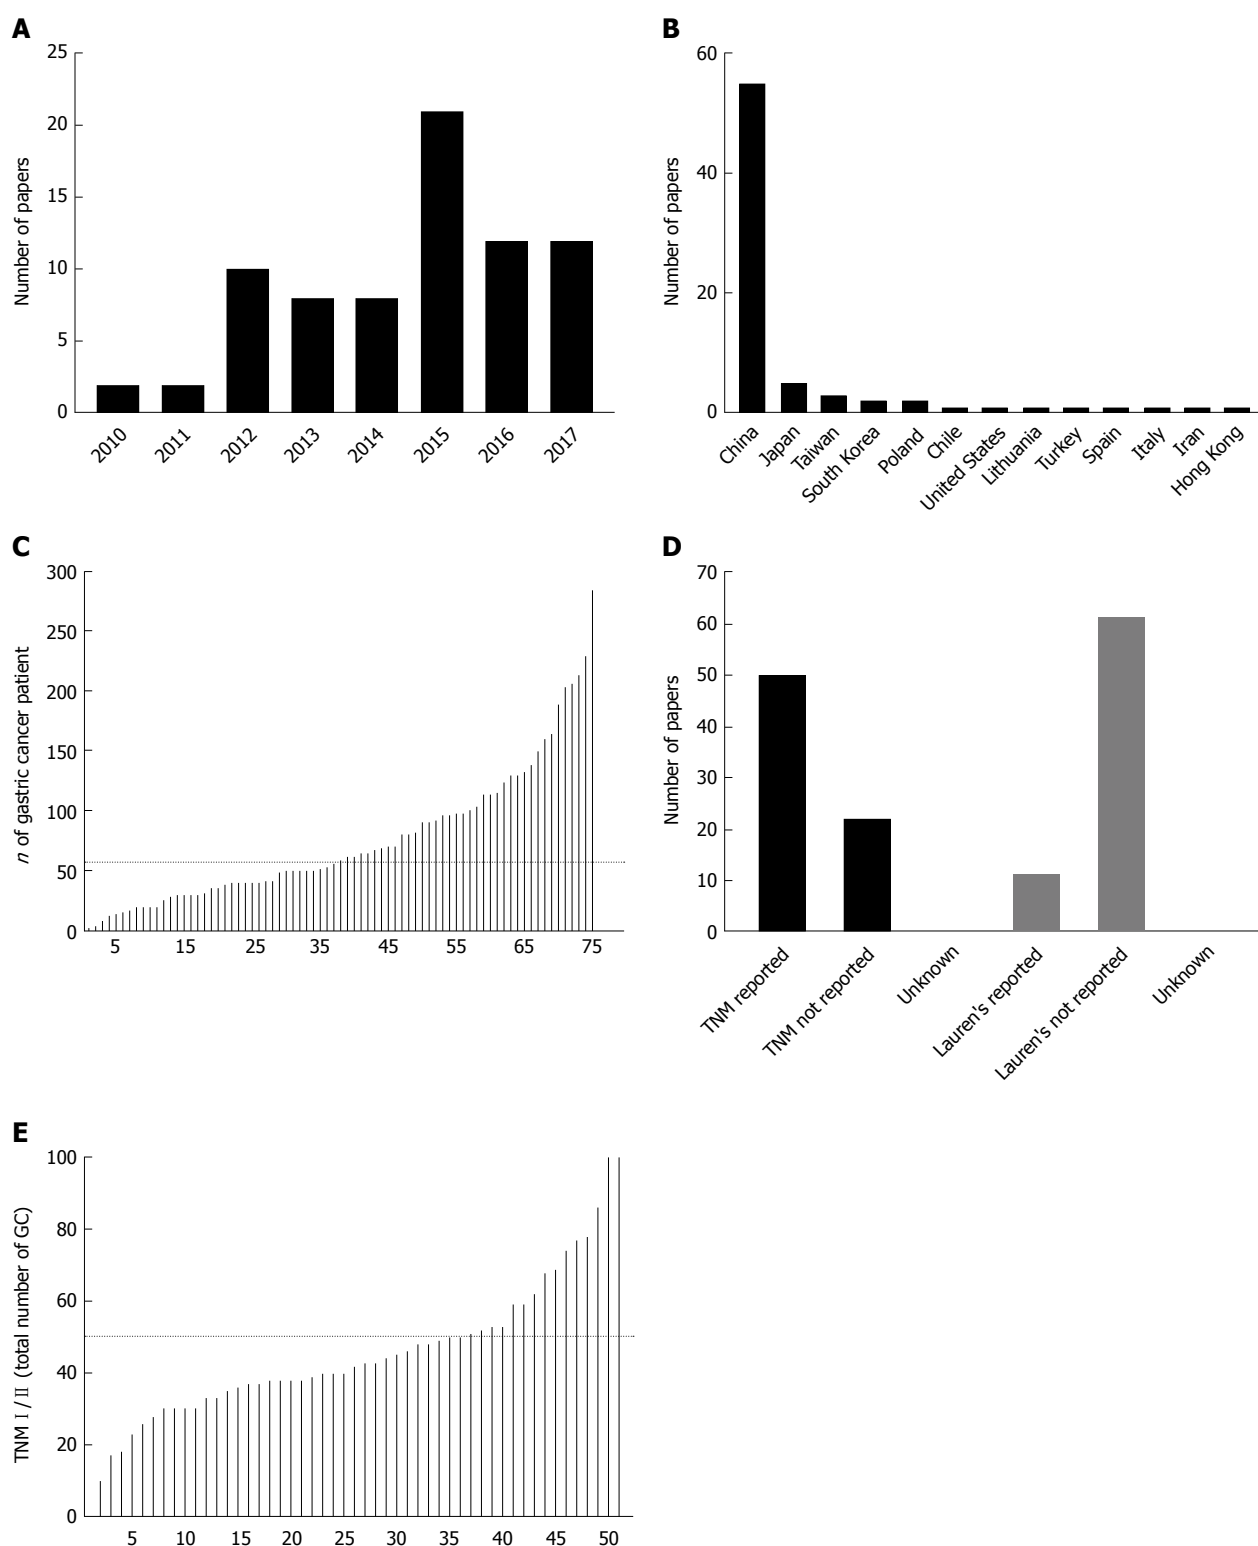 A
Number of papers
25
20
15
10
5
0
2010
2011
2012
2013
2014
2015
2016
2017
B
Number of papers
60
40
20
0
China
Japan
Taiwan
South Korea
Poland
Chile
United States
Lithuania
Turkey
Spain
Italy
Iran
Hong Kong
C
n of gastric cancer patient
300
250
200
150
100
50
0
5
15
25
35
45
55
65
75
D
Number of papers
70
60
50
40
30
20
10
0
TNM reported
TNM not reported
Unknown
Lauren's reported
Lauren's not reported
Unknown
E
TNM Ⅰ/Ⅱ (total number of GC)
100
80
60
40
20
0
5
10
15
20
25
30
35
40
45
50